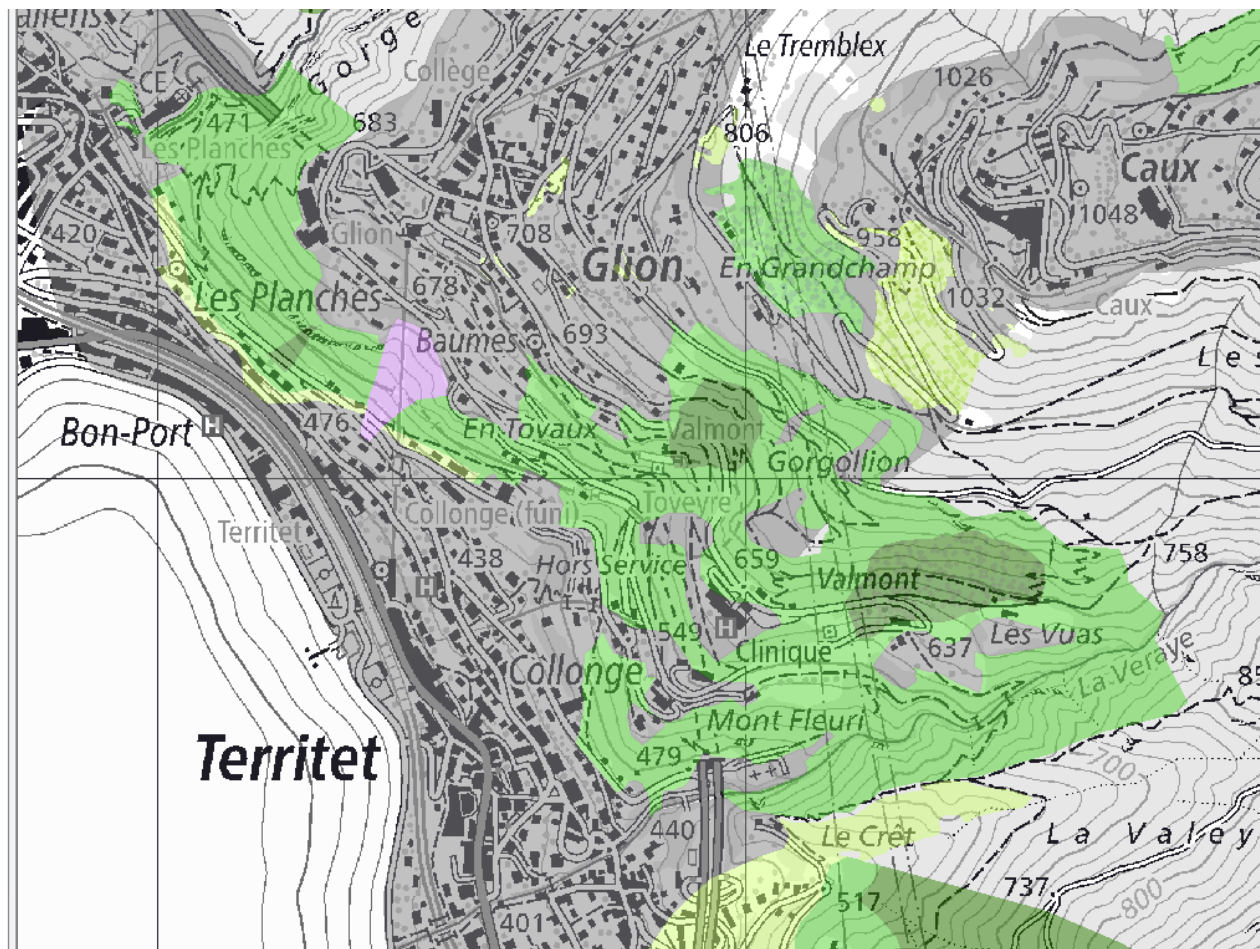 aliens
Gorge
Collège
Le Tremblex
CE
1026
471
683
806
Les Planches
Caux
1048
420
Glion
708
958
Glion
En Grandchamp
678
1032
Les Planches
Caux
Baumes
693
Le
Bon-Port
H
476
En Tovaux
Valmont
Gorgollion
Toveyre
Territet
Collonge (fun)
438
Hors Service
659
Valmont
758
H
549
H
Clinique
637
Les Vuas
Collonge
La Veraye
85
Mont Fleuri
Territet
479
700
440
Le Crêt
La Valey
517
737
800
401